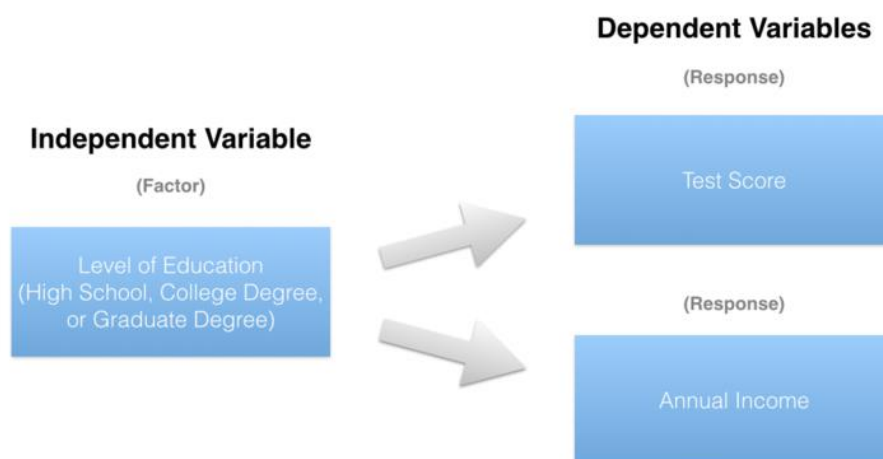 Independent Variable
(Factor)
Level of Education
(High School, College Degree,
or Graduate Degree)
Dependent Variables
(Response)
Test Score
(Response)
Annual Income